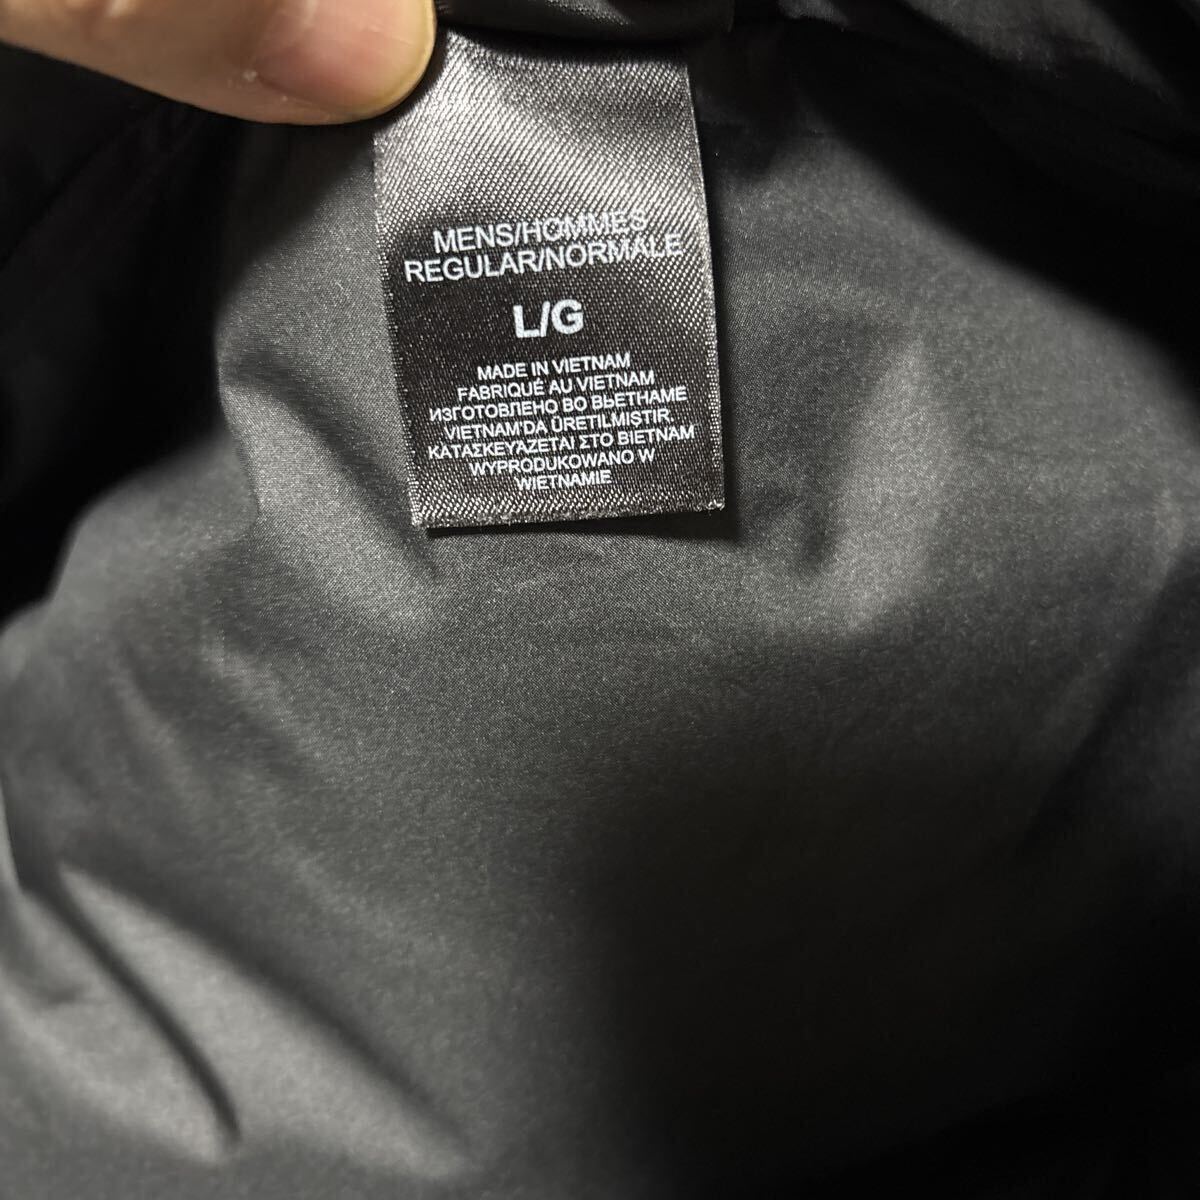 MENS/HOMMES
REGULAR/NORMALE
L/G
MADE IN VIETNAM
FABRIQUÉ AU VIETNAM
ИЗГОТОВЛЕНО ВО ВЬЕТНАМЕ
VIETNAM'DA ÜRETILMIŞTIR
ΚΑΤΑΣΚΕΥΑΖΕΤΑΙ ΣΤΟ ΒΙΕΤΝΑΜ
WYPRODUKOWANO W
WIETNAMIE